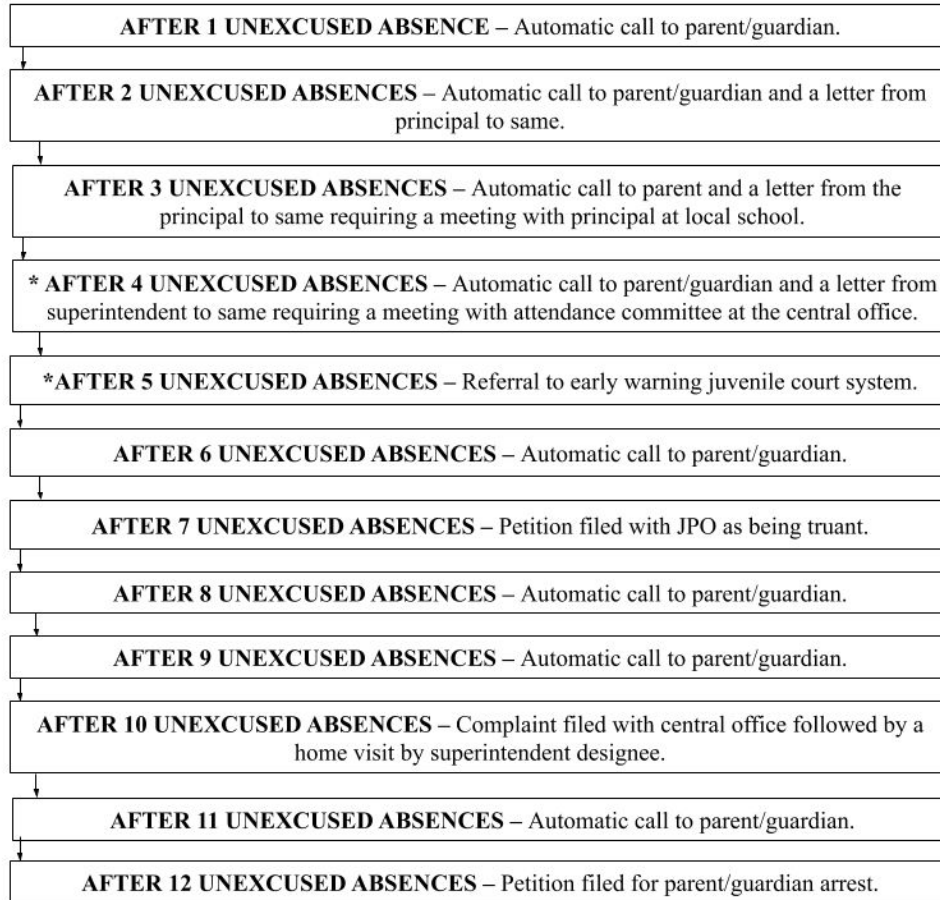 AFTER 1 UNEXCUSED ABSENCE – Automatic call to parent/guardian.
AFTER 2 UNEXCUSED ABSENCES – Automatic call to parent/guardian and a letter from
principal to same.
AFTER 3 UNEXCUSED ABSENCES – Automatic call to parent and a letter from the
principal to same requiring a meeting with principal at local school.
* AFTER 4 UNEXCUSED ABSENCES – Automatic call to parent/guardian and a letter from
superintendent to same requiring a meeting with attendance committee at the central office.
*AFTER 5 UNEXCUSED ABSENCES – Referral to early warning juvenile court system.
AFTER 6 UNEXCUSED ABSENCES – Automatic call to parent/guardian.
AFTER 7 UNEXCUSED ABSENCES – Petition filed with JPO as being truant.
AFTER 8 UNEXCUSED ABSENCES – Automatic call to parent/guardian.
AFTER 9 UNEXCUSED ABSENCES – Automatic call to parent/guardian.
AFTER 10 UNEXCUSED ABSENCES – Complaint filed with central office followed by a
home visit by superintendent designee.
AFTER 11 UNEXCUSED ABSENCES – Automatic call to parent/guardian.
AFTER 12 UNEXCUSED ABSENCES – Petition filed for parent/guardian arrest.